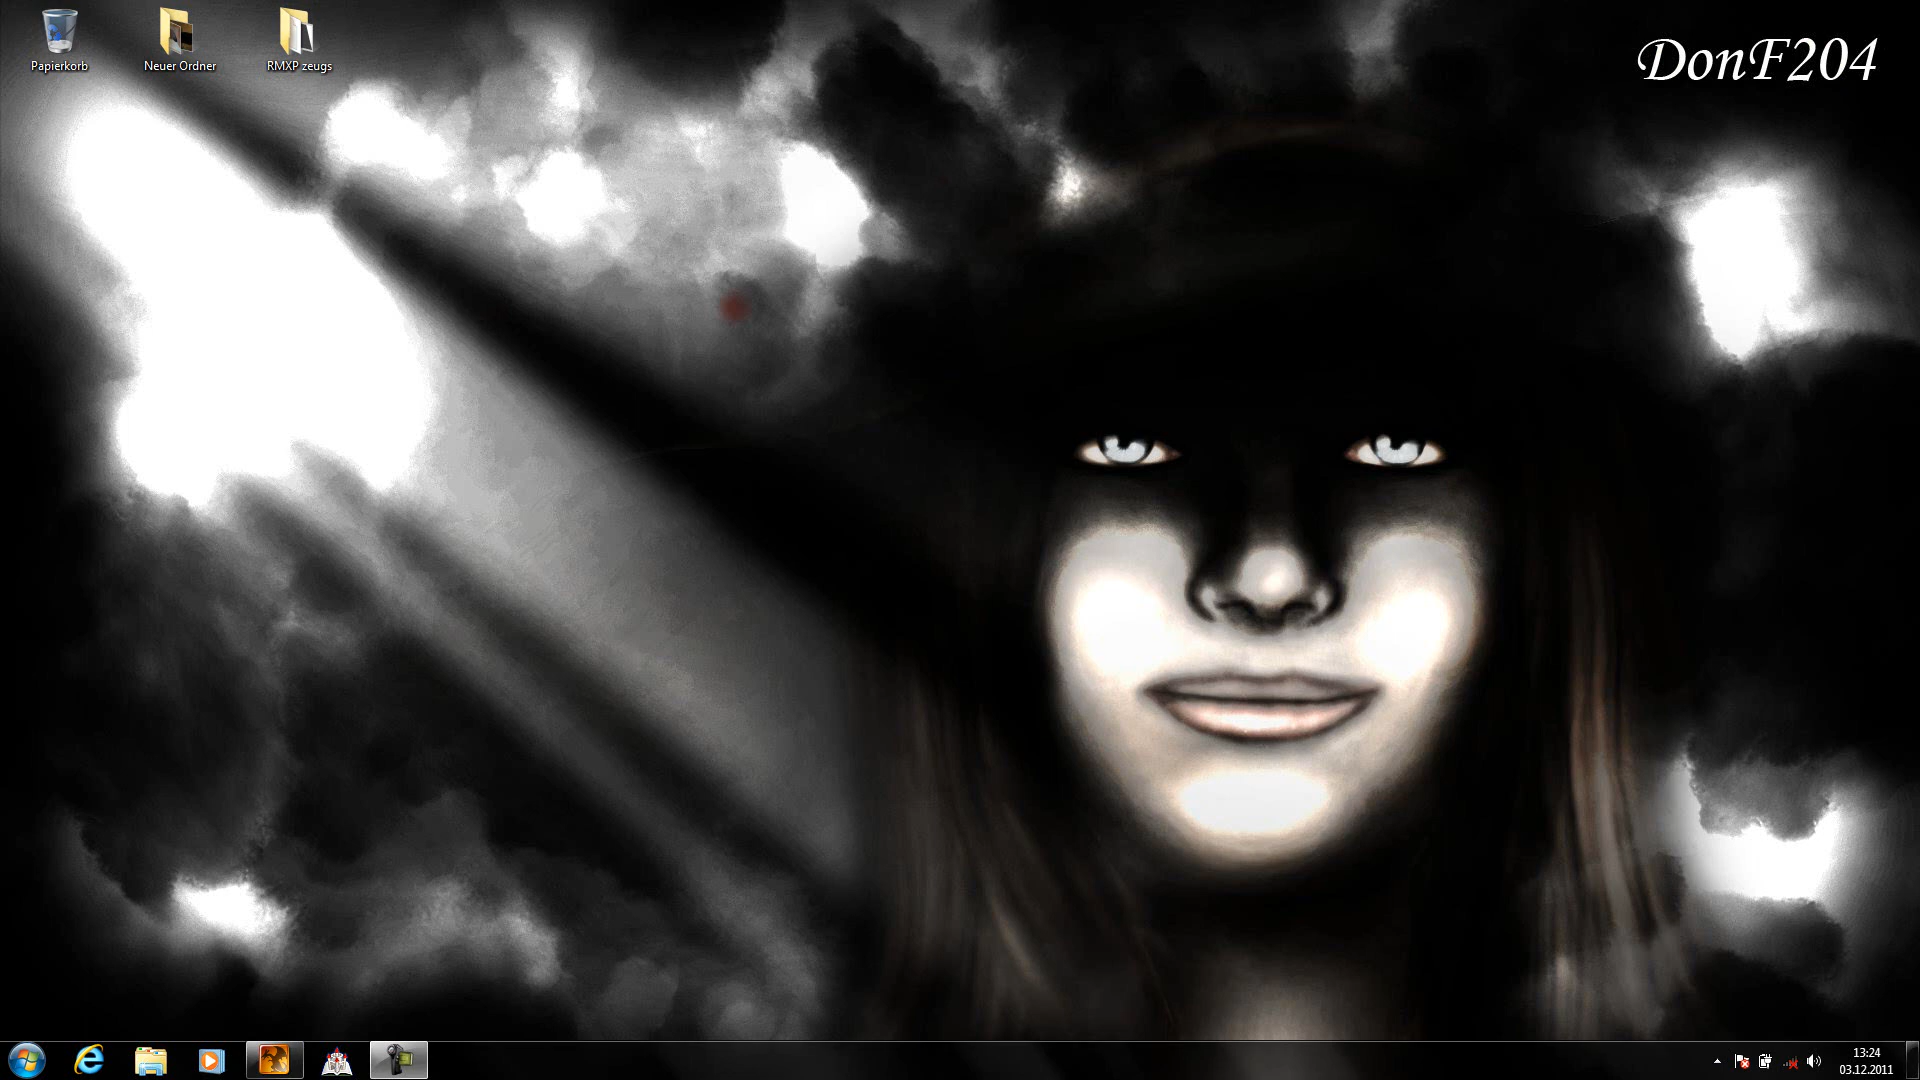 Papierkorb
Neuer Ordner
RMXP zeugs
DonF204
13:24
03.12.2011